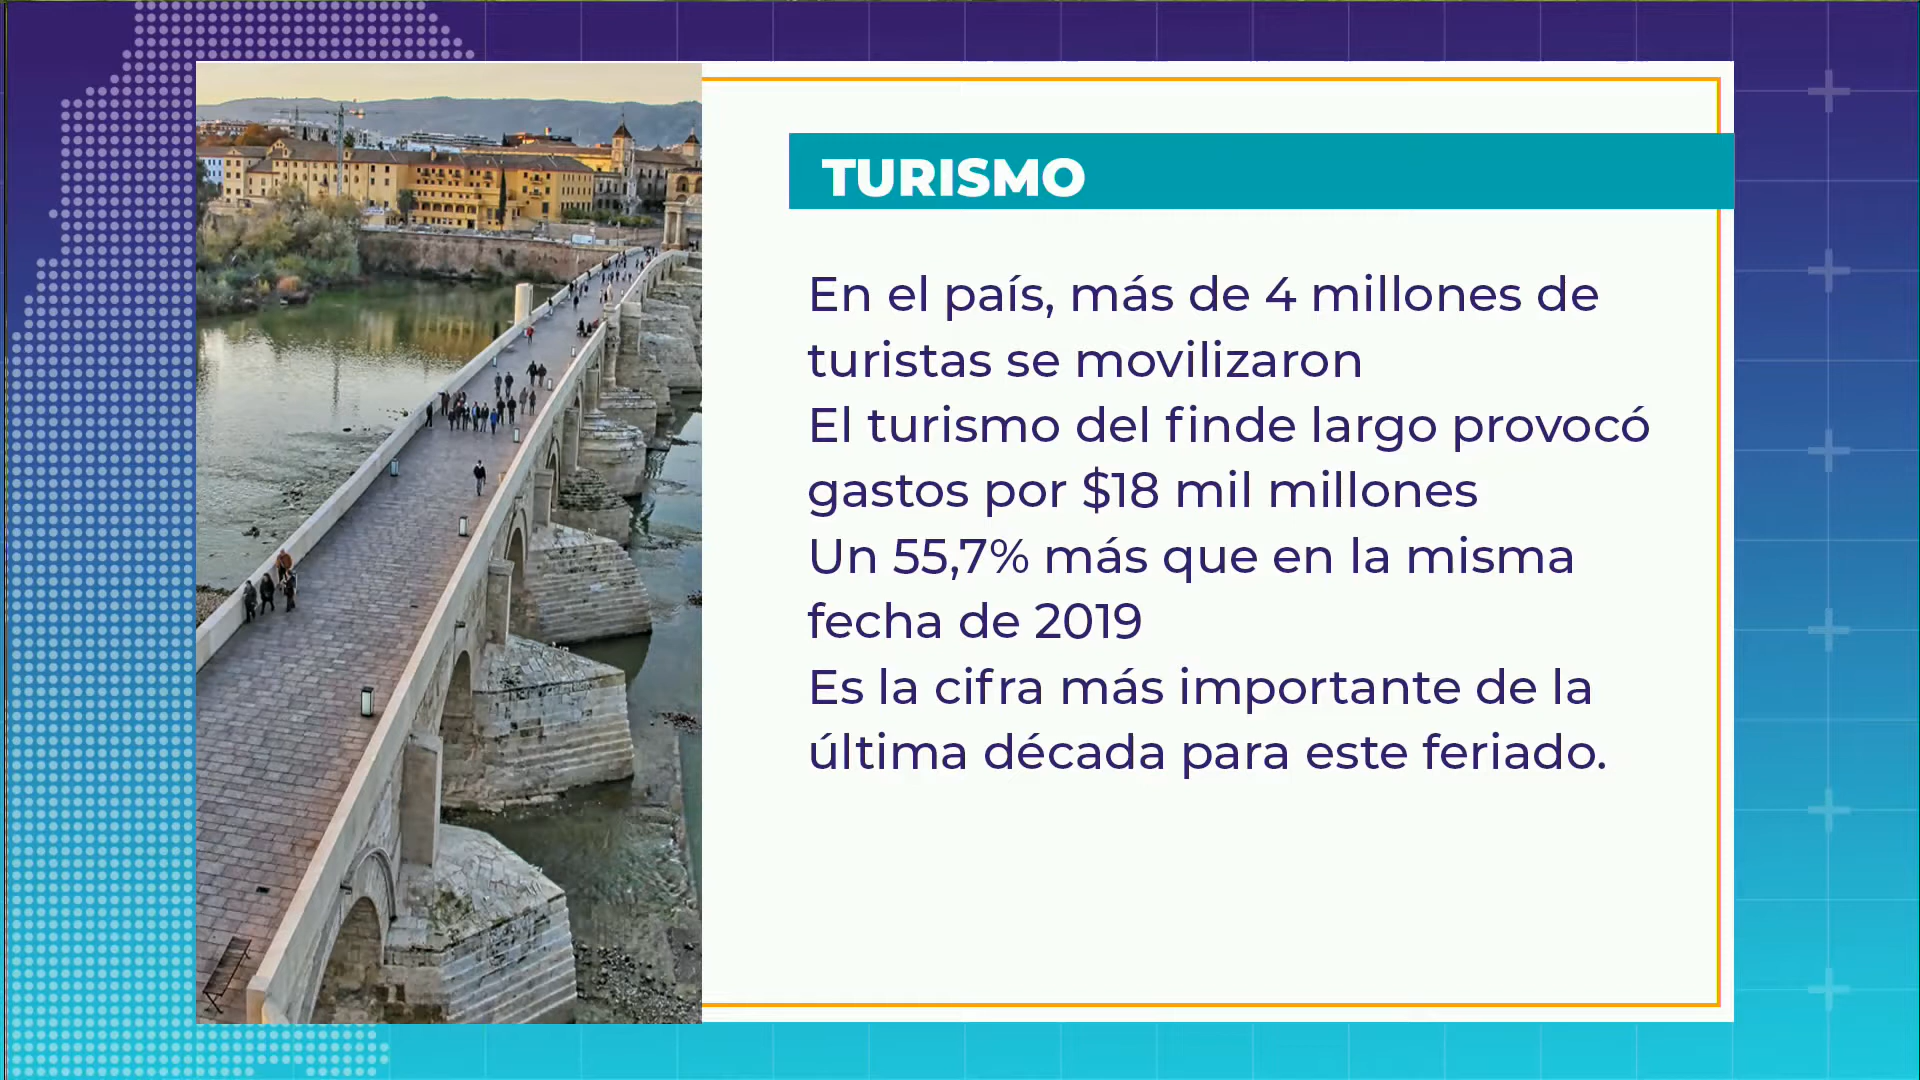 TURISMO
En el país, más de 4 millones de
turistas se movilizaron
El turismo del finde largo provocó
gastos por $18 mil millones
Un 55,7% más que en la misma
fecha de 2019
Es la cifra más importante de la
última década para este feriado.